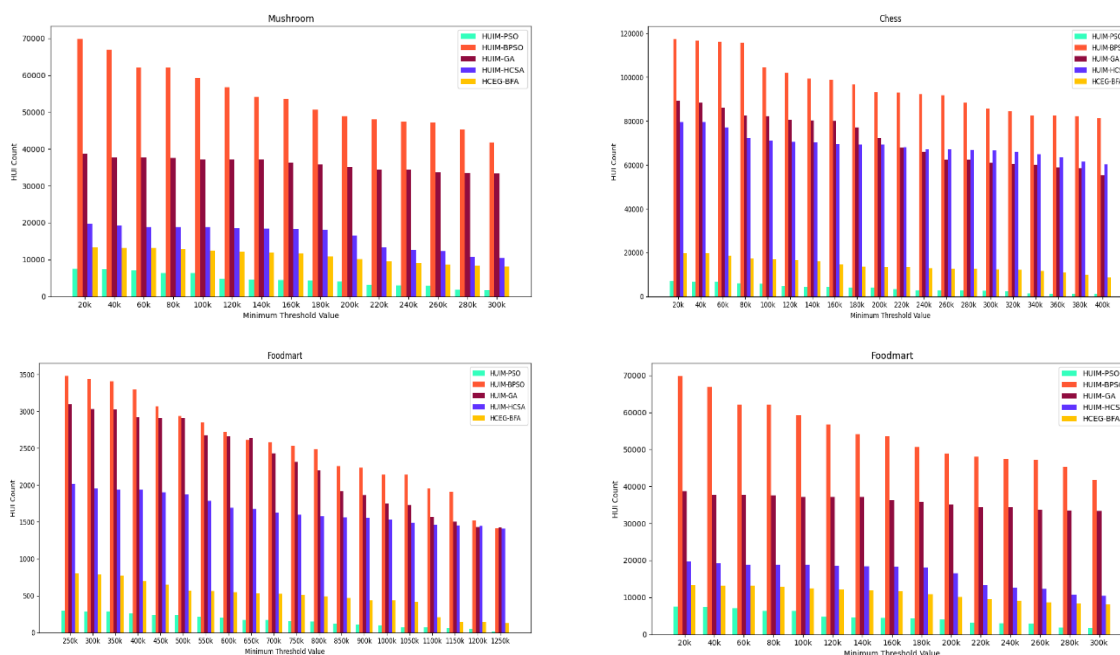 Mushroom
HUIM-PSO
HUIM-BPSO
HUIM-GA
HUIM-HCSA
HCEG-BFA
70000
60000
50000
40000
30000
20000
10000
0
HUI Count
20k 40k 60k 80k 100k 120k 140k 160k 180k 200k 220k 240k 260k 280k 300k
Minimum Threshold Value
Chess
HUIM-PSO
HUIM-BPSO
HUIM-GA
HUIM-HCSA
HCEG-BFA
120000
100000
80000
60000
40000
20000
0
HUI Count
20k 40k 60k 80k 100k 120k 140k 160k 180k 200k 220k 240k 260k 280k 300k 320k 340k 360k 380k 400k
Minimum Threshold Value
Foodmart
HUIM-PSO
HUIM-BPSO
HUIM-GA
HUIM-HCSA
HCEG-BFA
3500
3000
2500
2000
1500
1000
500
0
HUI Count
250k 300k 350k 400k 450k 500k 550k 600k 650k 700k 750k 800k 850k 900k 1000k 1050k 1100k 1150k 1200k 1250k
Minimum Threshold Value
Foodmart
HUIM-PSO
HUIM-BPSO
HUIM-GA
HUIM-HCSA
HCEG-BFA
70000
60000
50000
40000
30000
20000
10000
0
HUI Count
20k 40k 60k 80k 100k 120k 140k 160k 180k 200k 220k 240k 260k 280k 300k
Minimum Threshold Value